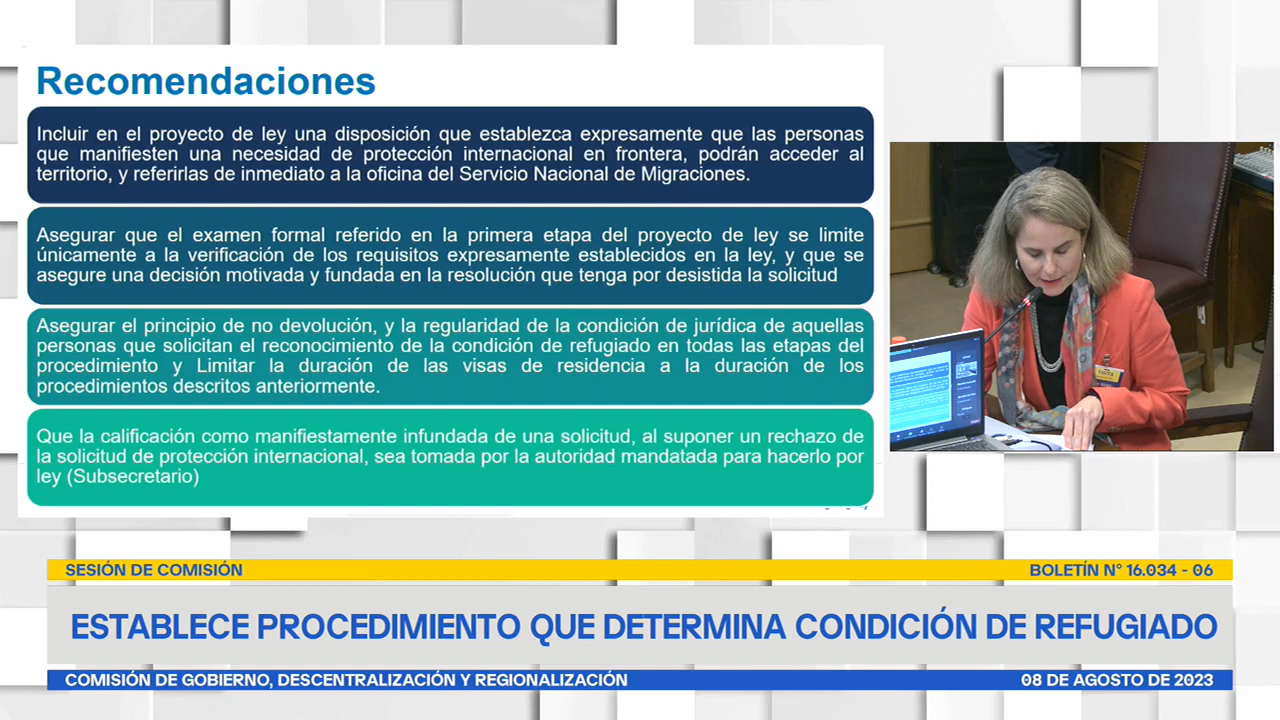 Recomendaciones
Incluir en el proyecto de ley una disposición que establezca expresamente que las personas
que manifiesten una necesidad de protección internacional en frontera, podrán acceder al
territorio, y referirlas de inmediato a la oficina del Servicio Nacional de Migraciones.
Asegurar que el examen formal referido en la primera etapa del proyecto de ley se limite
únicamente a la verificación de los requisitos expresamente establecidos en la ley, y que se
asegure una decisión motivada y fundada en la resolución que tenga por desistida la solicitud
Asegurar el principio de no devolución, y la regularidad de la condición de jurídica de aquellas
personas que solicitan el reconocimiento de la condición de refugiado en todas las etapas del
procedimiento y Limitar la duración de las visas de residencia a la duración de los
procedimientos descritos anteriormente.
Que la calificación como manifiestamente infundada de una solicitud, al suponer un rechazo de
la solicitud de protección internacional, sea tomada por la autoridad mandatada para hacerlo por
ley (Subsecretario)
SESIÓN DE COMISIÓN
BOLETÍN N° 16.034 - 06
ESTABLECE PROCEDIMIENTO QUE DETERMINA CONDICIÓN DE REFUGIADO
COMISIÓN DE GOBIERNO, DESCENTRALIZACIÓN Y REGIONALIZACIÓN
08 DE AGOSTO DE 2023